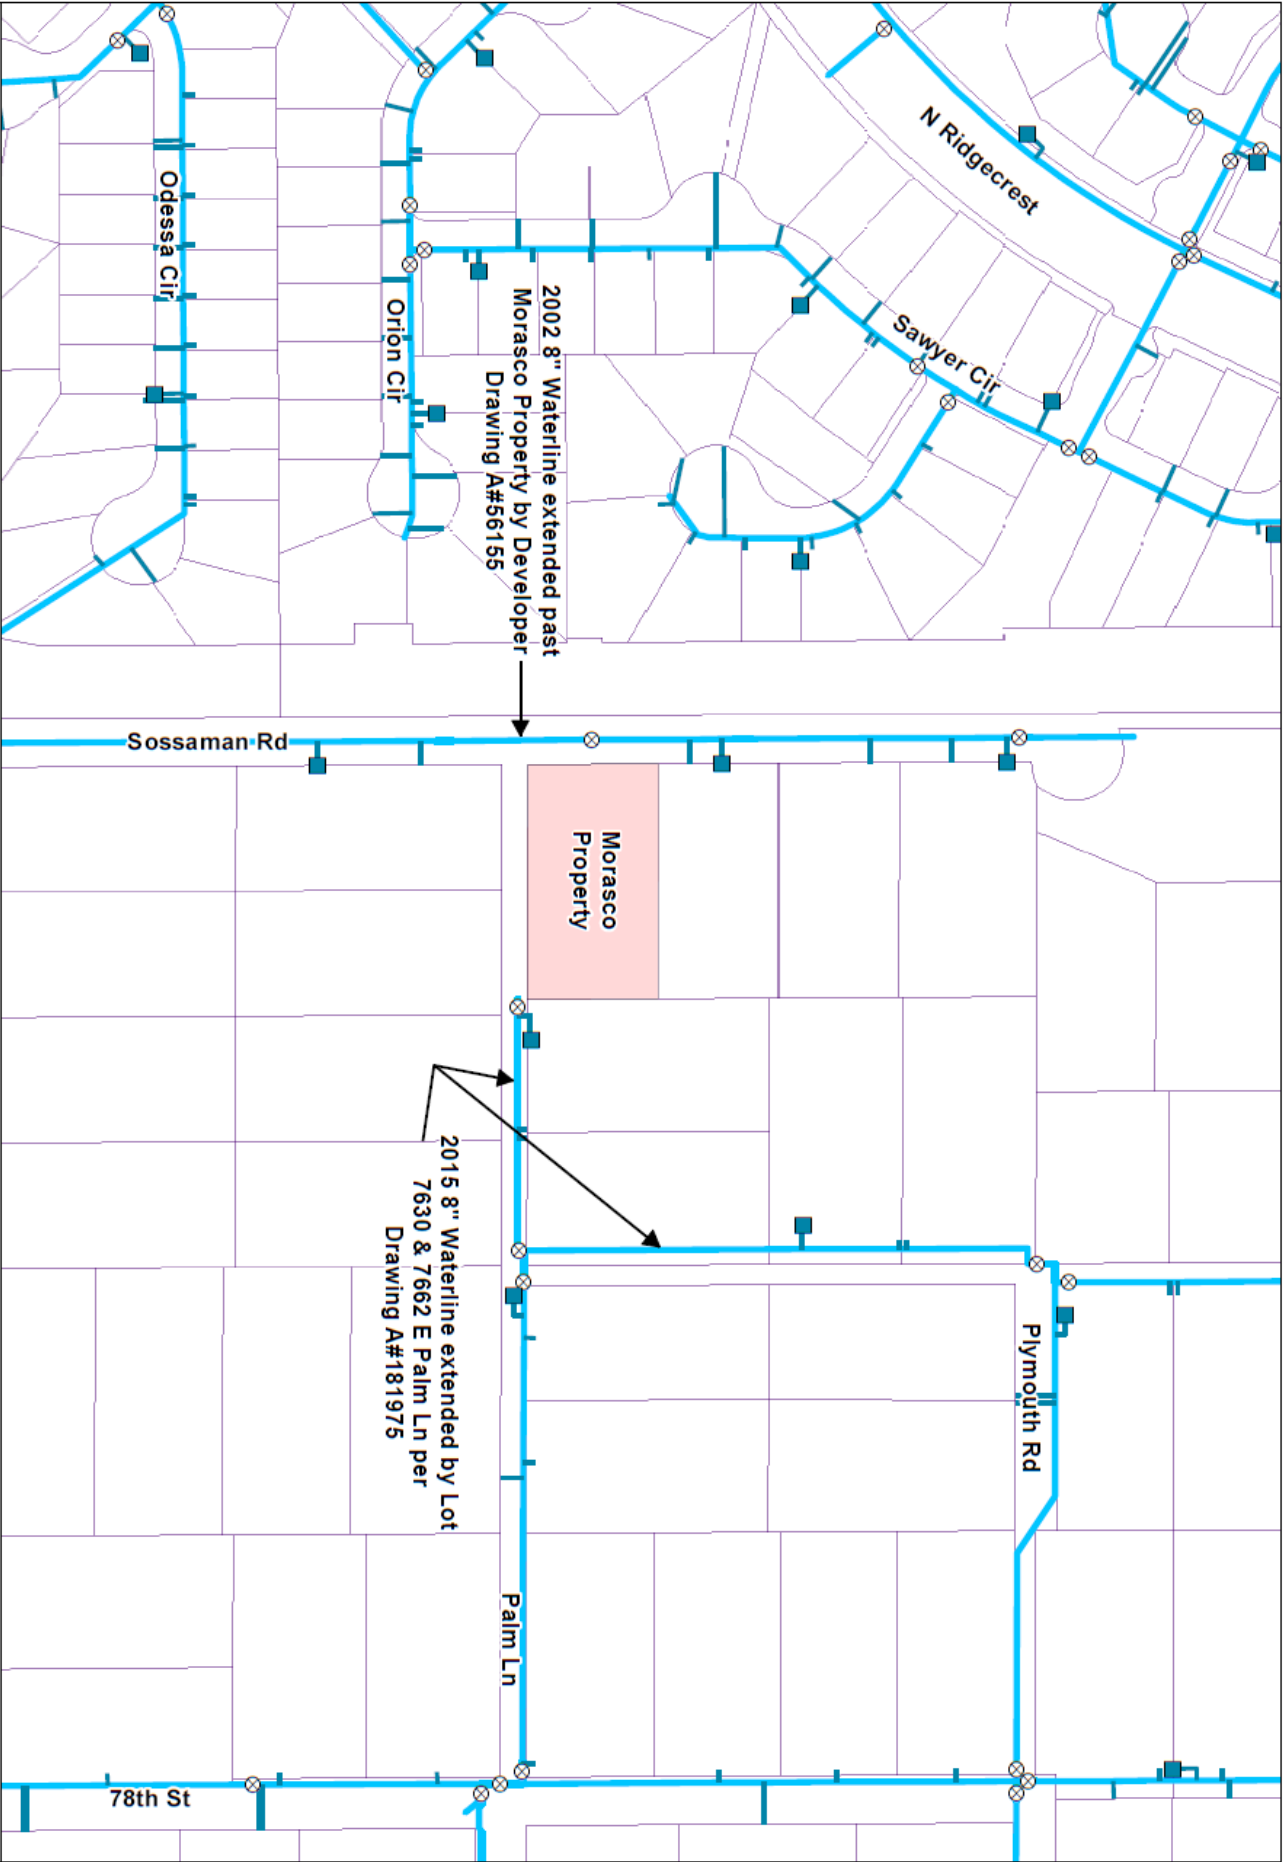 N Ridgecrest
Odessa Cir
Orion Cir
Sawyer Cir
2002 8" Waterline extended past
Morasco Property by Developer
Drawing A#56155
Sossaman Rd
Morasco
Property
2015 8" Waterline extended by Lot
7630 & 7662 E Palm Ln per
Drawing A#181975
Plymouth Rd
Palm Ln
78th St